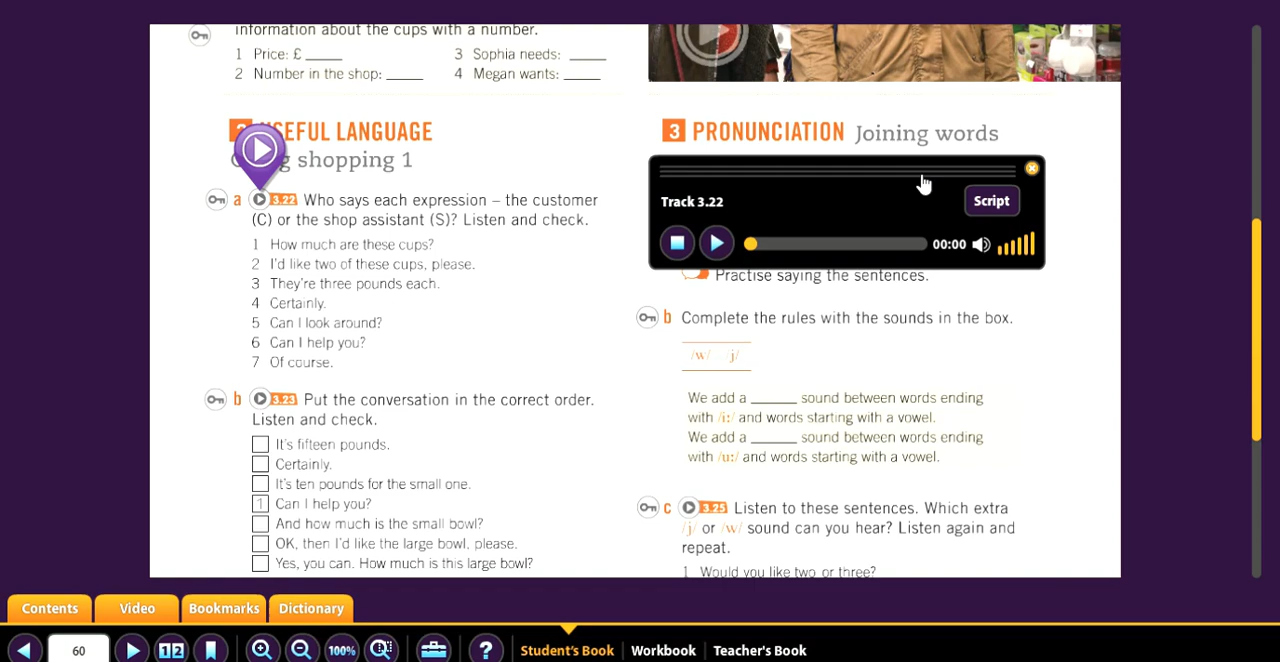 information about the cups with a number.
1 Price: £ _____
3 Sophia needs: _____
2 Number in the shop: _____
4 Megan wants: _____
USEFUL LANGUAGE
shopping 1
a 3.22 Who says each expression – the customer
(C) or the shop assistant (S)? Listen and check.
1 How much are these cups?
2 I'd like two of these cups, please.
3 They're three pounds each.
4 Certainly.
5 Can I look around?
6 Can I help you?
7 Of course.
b 3.23 Put the conversation in the correct order.
Listen and check.
It's fifteen pounds.
Certainly.
It's ten pounds for the small one.
1 Can I help you?
And how much is the small bowl?
OK, then I'd like the large bowl, please.
Yes, you can. How much is this large bowl?
3 PRONUNCIATION Joining words
Track 3.22
Script
00:00
Practise saying the sentences.
b Complete the rules with the sounds in the box.
/w/ /j/
We add a ______ sound between words ending
with /iː/ and words starting with a vowel.
We add a ______ sound between words ending
with /uː/ and words starting with a vowel.
c 3.25 Listen to these sentences. Which extra
/j/ or /w/ sound can you hear? Listen again and
repeat.
1 Would you like two or three?
Contents Video Bookmarks Dictionary
60 12 100% ? Student's Book Workbook Teacher's Book